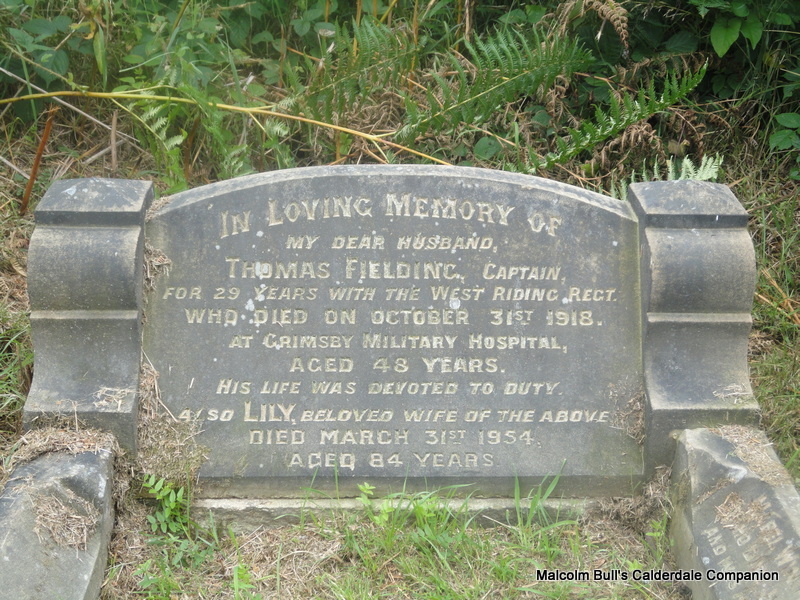 IN LOVING MEMORY OF
MY DEAR HUSBAND,
THOMAS FIELDING, CAPTAIN,
FOR 29 YEARS WITH THE WEST RIDING REGT.
WHO DIED ON OCTOBER 31ST 1918.
AT GRIMSBY MILITARY HOSPITAL,
AGED 48 YEARS.
HIS LIFE WAS DEVOTED TO DUTY.
ALSO LILY, BELOVED WIFE OF THE ABOVE
DIED MARCH 31ST 1954,
AGED 84 YEARS
WHO
AND
Malcolm Bull's Calderdale Companion